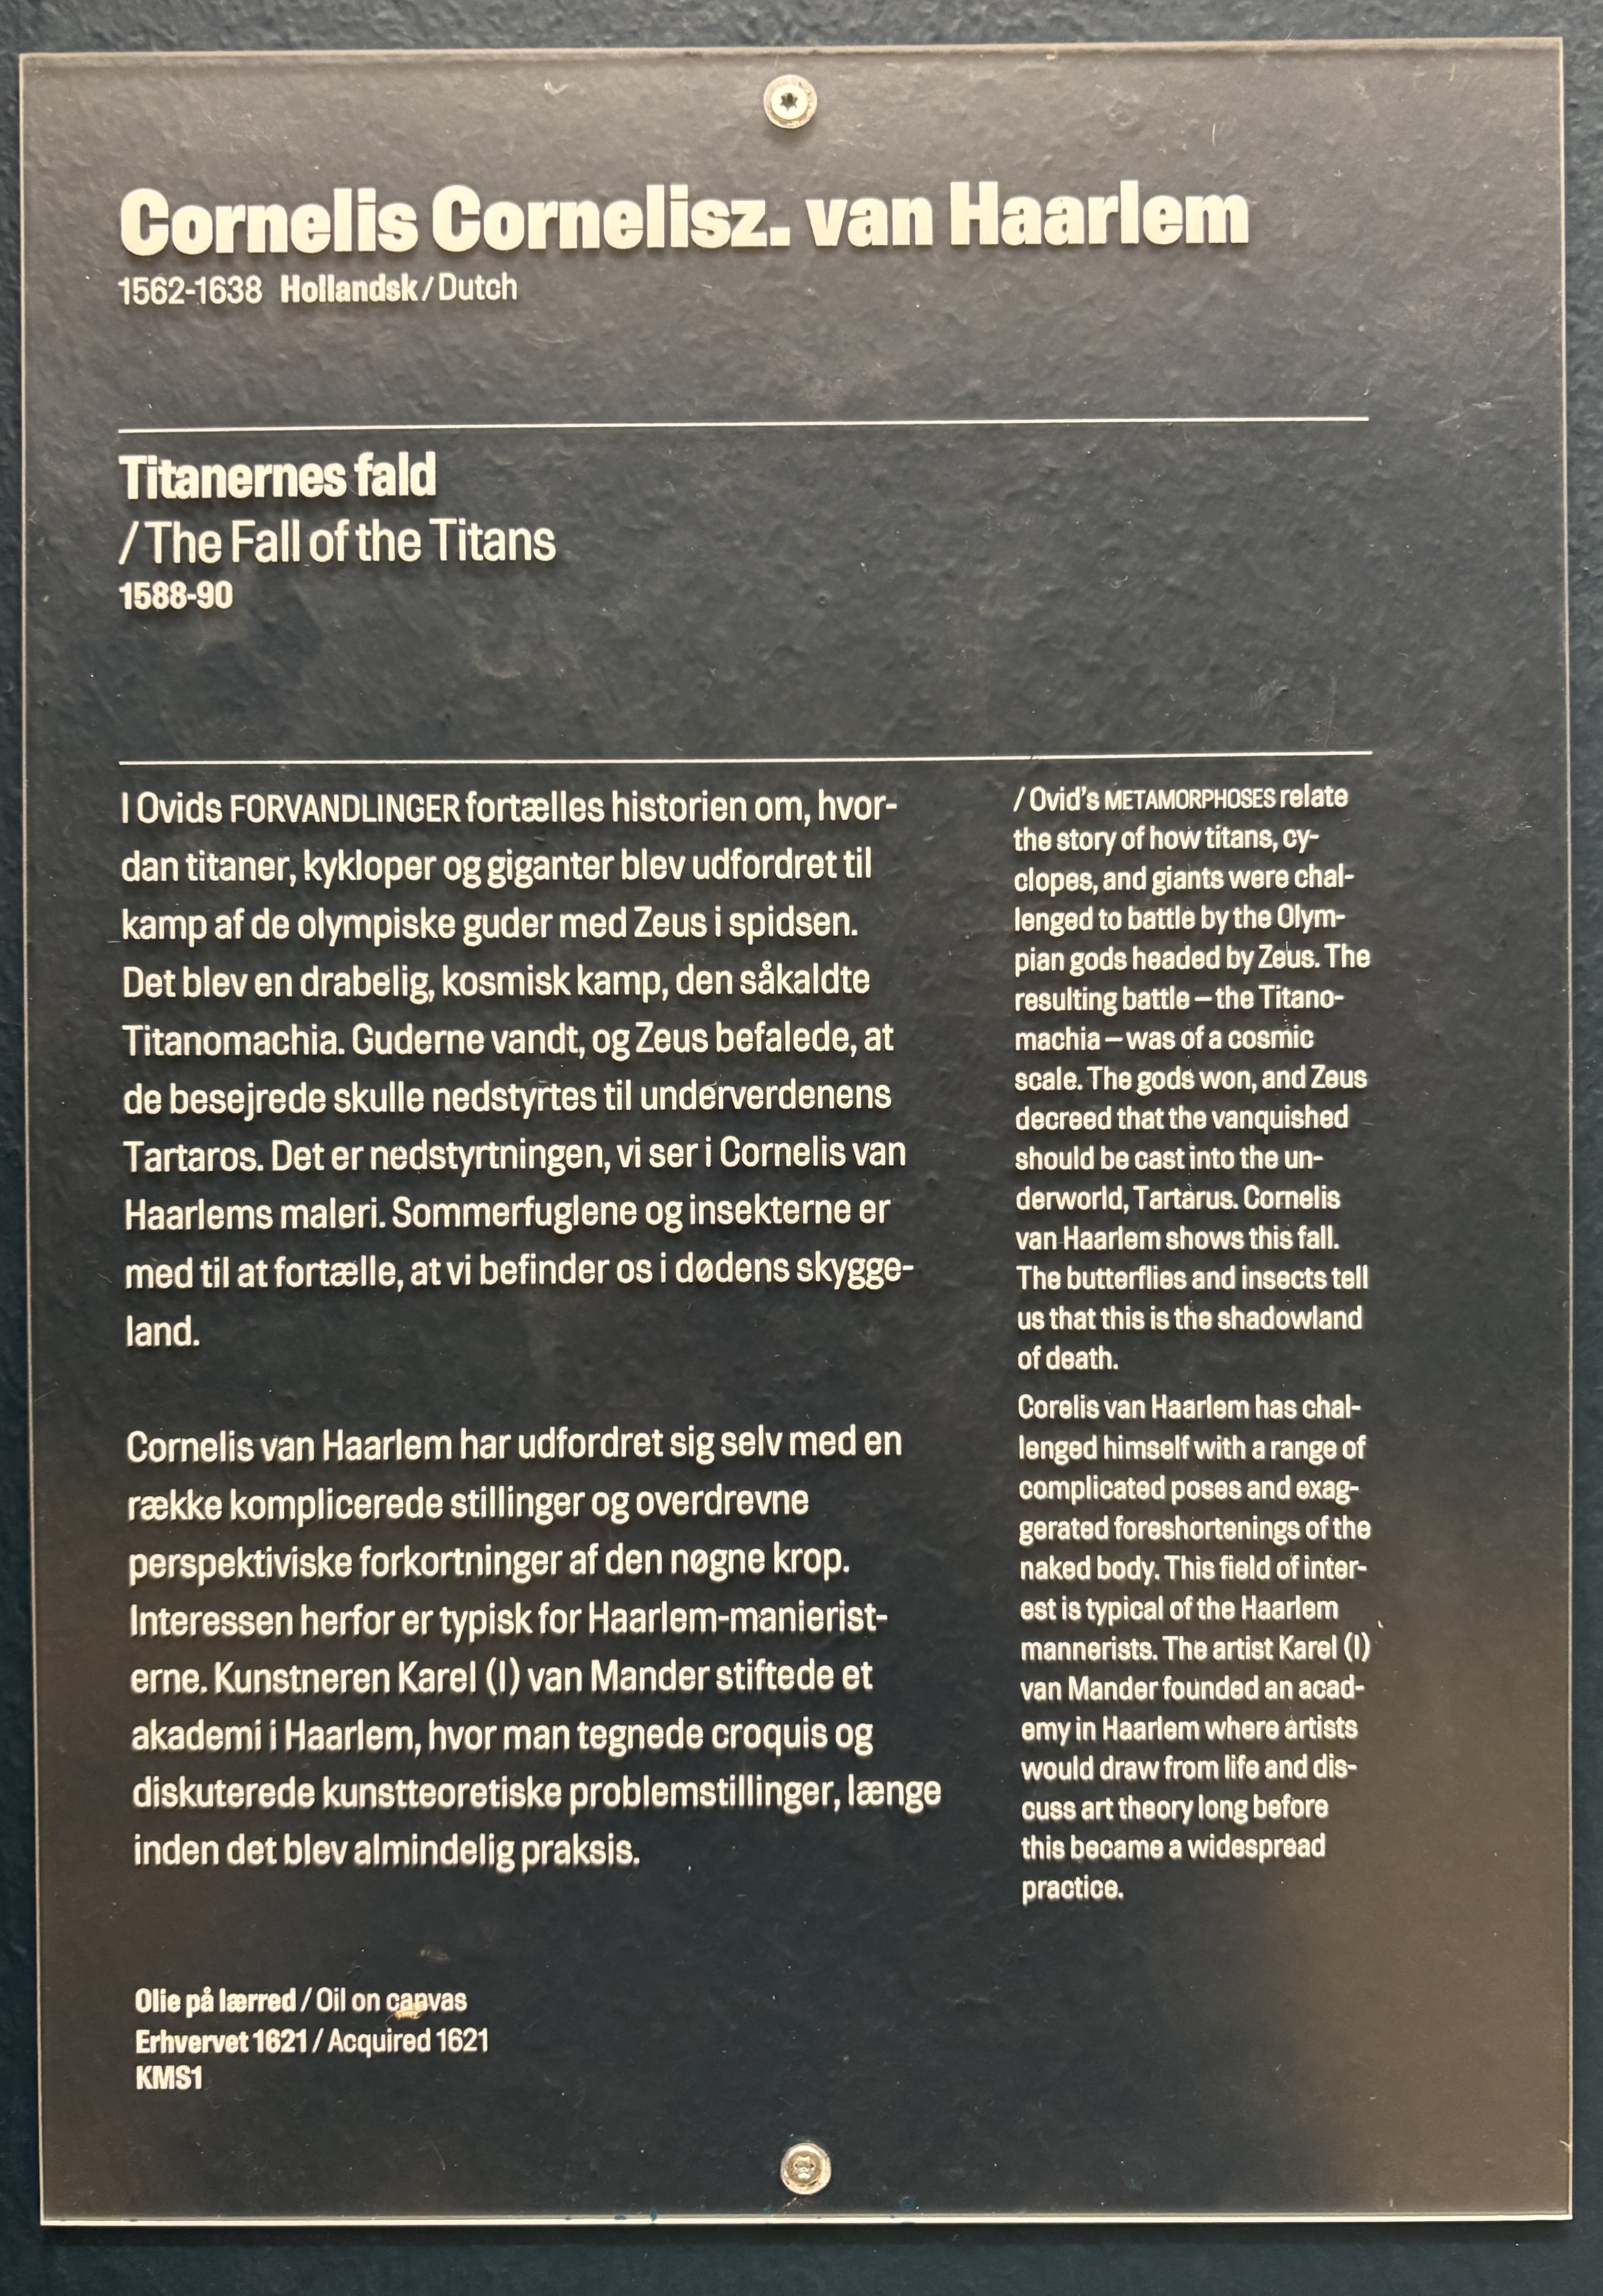 Cornelis Cornelisz. van Haarlem
1562-1638 Hollandsk / Dutch
Titanernes fald
/ The Fall of the Titans
1588-90
I Ovids FORVANDLINGER fortælles historien om, hvor-
dan titaner, kykloper og giganter blev udfordret til
kamp af de olympiske guder med Zeus i spidsen.
Det blev en drabelig, kosmisk kamp, den såkaldte
Titanomachia. Guderne vandt, og Zeus befalede, at
de besejrede skulle nedstyrtes til underverdenens
Tartaros. Det er nedstyrtningen, vi ser i Cornelis van
Haarlems maleri. Sommerfuglene og insekterne er
med til at fortælle, at vi befinder os i dødens skygge-
land.
Cornelis van Haarlem har udfordret sig selv med en
række komplicerede stillinger og overdrevne
perspektiviske forkortninger af den nøgne krop.
Interessen herfor er typisk for Haarlem-manierist-
erne. Kunstneren Karel (I) van Mander stiftede et
akademi i Haarlem, hvor man tegnede croquis og
diskuterede kunstteoretiske problemstillinger, længe
inden det blev almindelig praksis.
/ Ovid's METAMORPHOSES relate
the story of how titans, cy-
clopes, and giants were chal-
lenged to battle by the Olym-
pian gods headed by Zeus. The
resulting battle – the Titano-
machia – was of a cosmic
scale. The gods won, and Zeus
decreed that the vanquished
should be cast into the un-
derworld, Tartarus. Cornelis
van Haarlem shows this fall.
The butterflies and insects tell
us that this is the shadowland
of death.
Corelis van Haarlem has chal-
lenged himself with a range of
complicated poses and exag-
gerated foreshortenings of the
naked body. This field of inter-
est is typical of the Haarlem
mannerists. The artist Karel (I)
van Mander founded an acad-
emy in Haarlem where artists
would draw from life and dis-
cuss art theory long before
this became a widespread
practice.
Olie på lærred / Oil on canvas
Erhvervet 1621 / Acquired 1621
KMS1